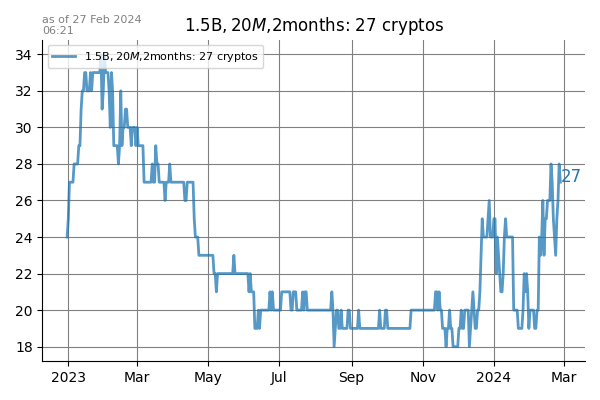 as of 27 Feb 2024
06:21
1.5B, 20M,2months: 27 cryptos
1.5B, 20M,2months: 27 cryptos
34
32
30
28
26
24
22
20
18
27
2023 Mar May Jul Sep Nov 2024 Mar